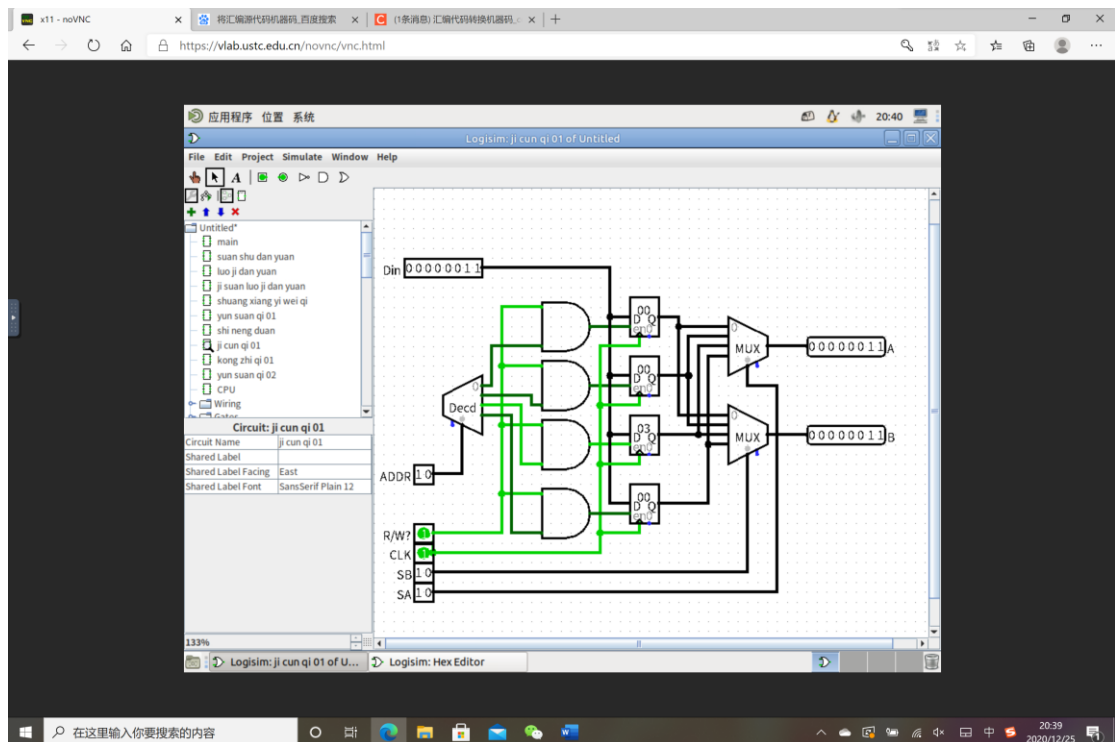 x11 - noVNC
将汇编源代码机器码_百度搜索
(1条消息) 汇编代码转换机器码_
https://vlab.ustc.edu.cn/novnc/vnc.html
应用程序 位置 系统
20:40
Logisim: ji cun qi 01 of Untitled
File Edit Project Simulate Window Help
A
Untitled*
main
suan shu dan yuan
luo ji dan yuan
ji suan luo ji dan yuan
shuang xiang yi wei qi
yun suan qi 01
shi neng duan
ji cun qi 01
kong zhi qi 01
yun suan qi 02
CPU
Wiring
Gates
Circuit: ji cun qi 01
Circuit Name ji cun qi 01
Shared Label
Shared Label Facing East
Shared Label Font SansSerif Plain 12
133%
Din 00000011
00
D Q
en0
0
MUX
00000011 A
00
D Q
en0
0
Decd
0
MUX
00000011 B
03
D Q
en0
ADDR 10
00
D Q
en0
R/W? 1
CLK 1
SB 10
SA 10
Logisim: ji cun qi 01 of U...
Logisim: Hex Editor
在这里输入你要搜索的内容
中
20:39
2020/12/25